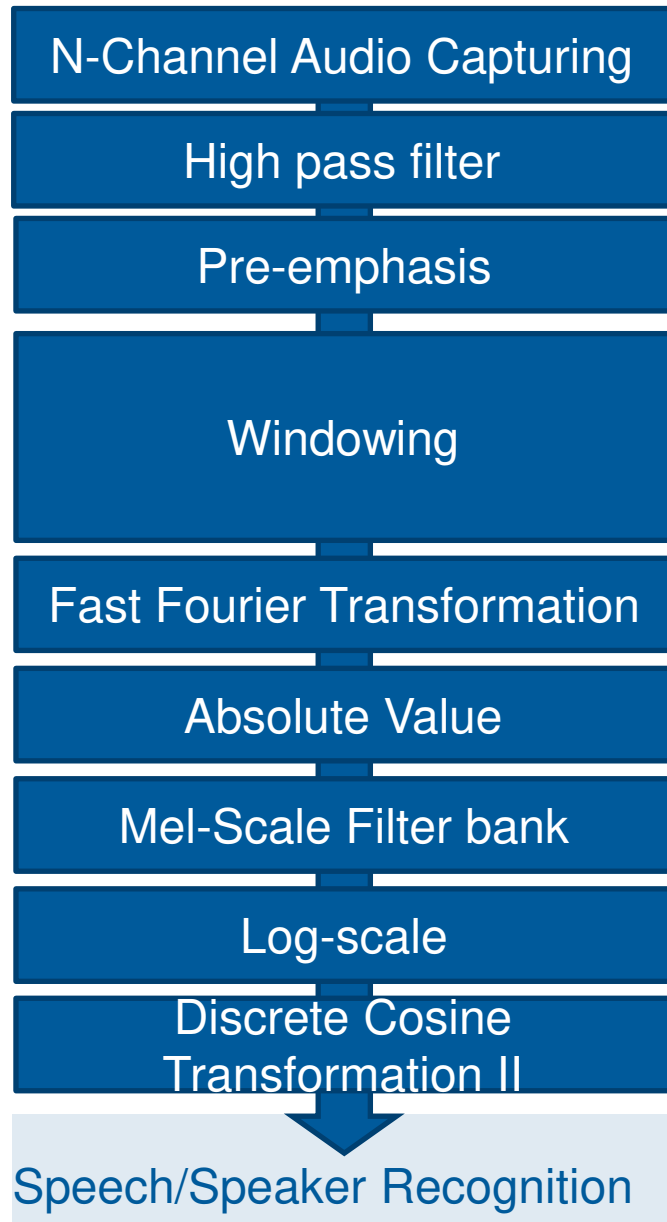 N-Channel Audio Capturing
High pass filter
Pre-emphasis
Windowing
Fast Fourier Transformation
Absolute Value
Mel-Scale Filter bank
Log-scale
Discrete Cosine
Transformation II
Speech/Speaker Recognition